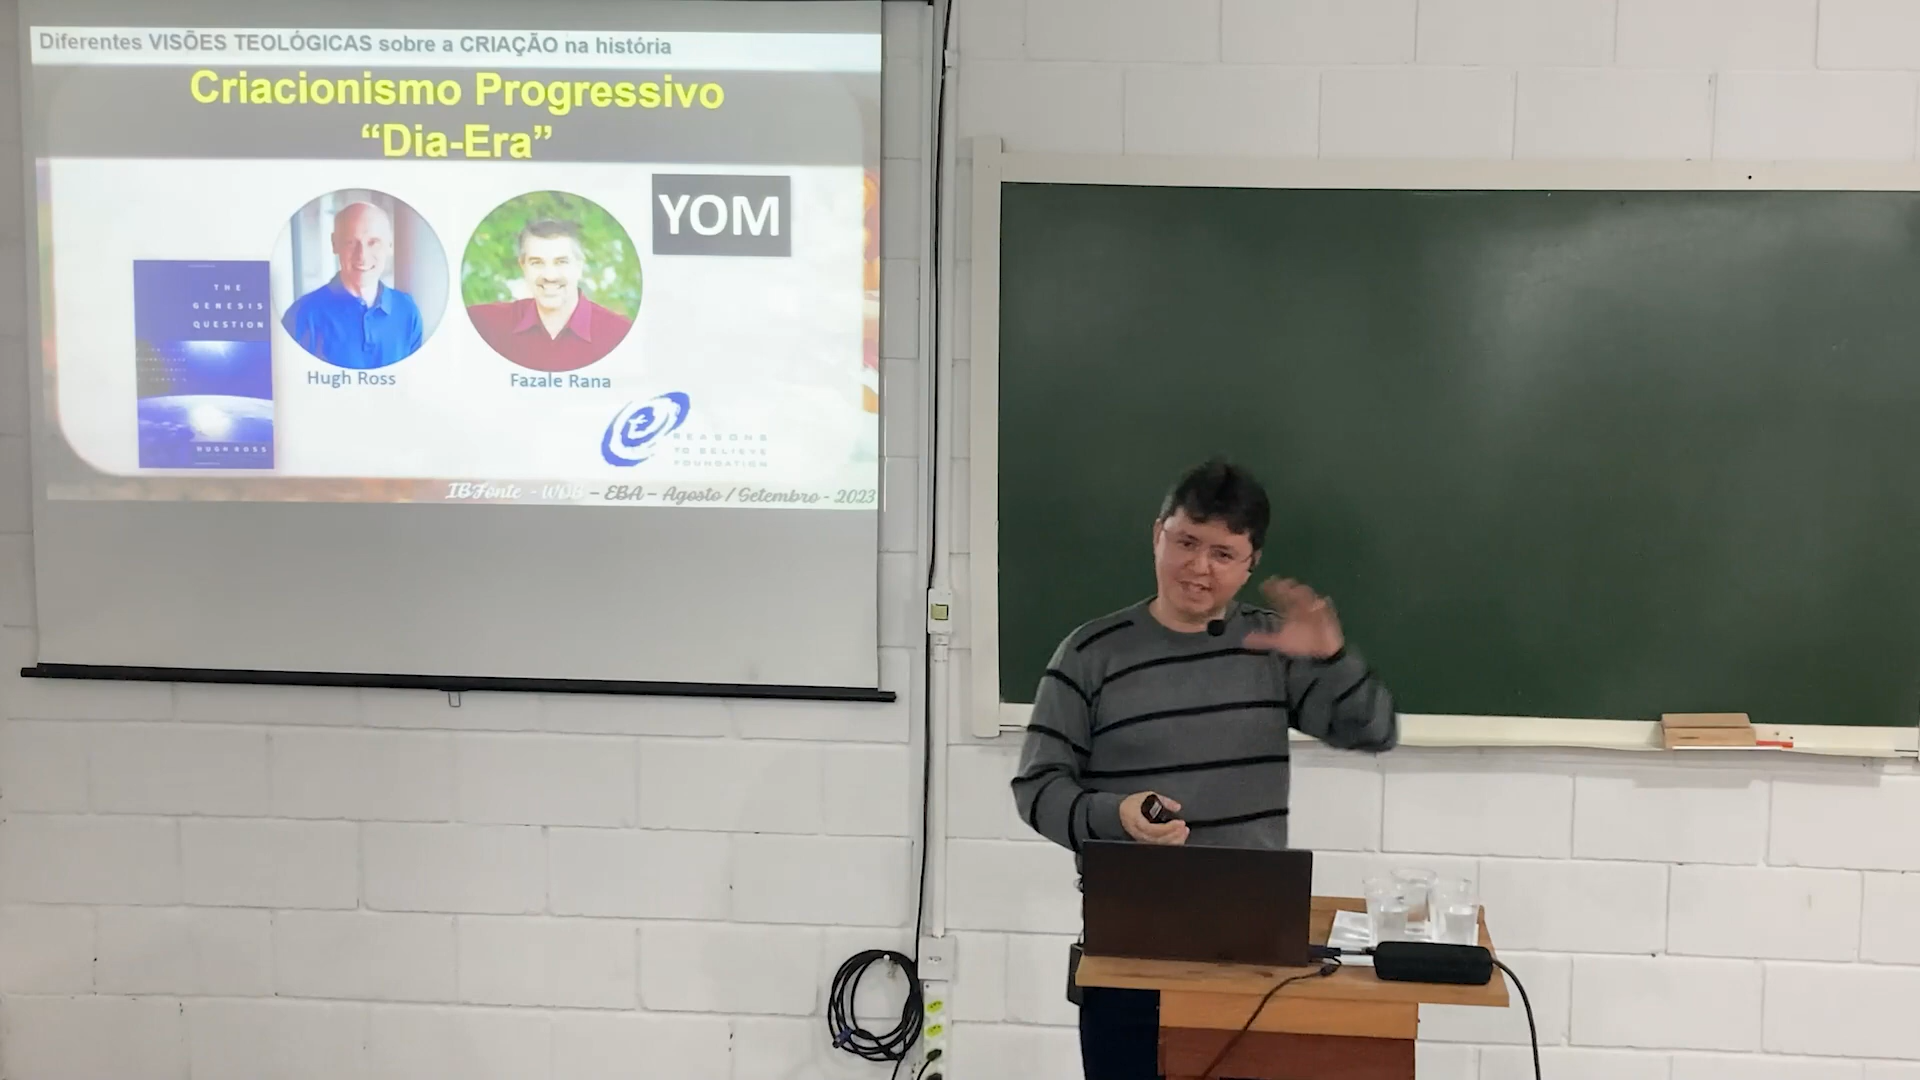 Diferentes VISÕES TEOLÓGICAS sobre a CRIAÇÃO na história
Criacionismo Progressivo
“Dia-Era”
YOM
THE
GENESIS
QUESTION
HUGH ROSS
Hugh Ross
Fazale Rana
REASONS
TO BELIEVE
FOUNDATION
IBFonte - WDB – EBA – Agosto / Setembro - 2023